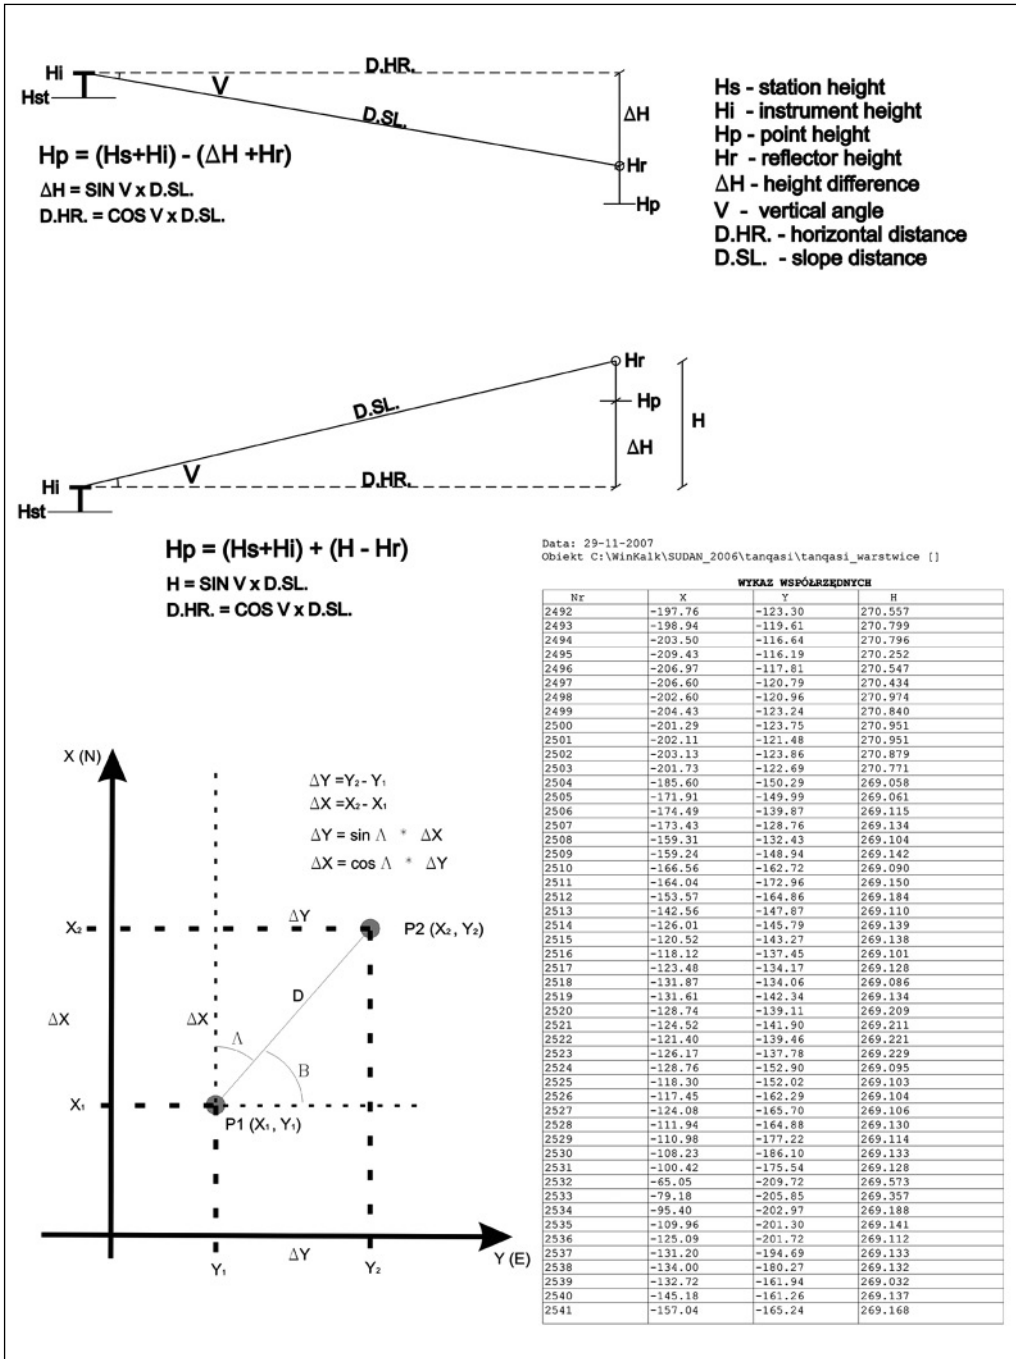 Hi
Hst
V
D.HR.
D.SL.
ΔH
Hr
Hp
Hp = (Hs+Hi) - (ΔH +Hr)
ΔH = SIN V x D.SL.
D.HR. = COS V x D.SL.
Hs - station height
Hi - instrument height
Hp - point height
Hr - reflector height
ΔH - height difference
V - vertical angle
D.HR. - horizontal distance
D.SL. - slope distance
Hr
D.SL.
Hp
H
ΔH
V
D.HR.
Hi
Hst
Hp = (Hs+Hi) + (H - Hr)
H = SIN V x D.SL.
D.HR. = COS V x D.SL.
X (N)
ΔY =Y₂- Y₁
ΔX =X₂- X₁
ΔY = sin Λ * ΔX
ΔX = cos Λ * ΔY
X₂
ΔY
P2 (X₂, Y₂)
D
ΔX
ΔX
Λ
B
X₁
P1 (X₁, Y₁)
Y₁
ΔY
Y₂
Y (E)
Data: 29-11-2007
Obiekt C:\WinKalk\SUDAN_2006\tanqasi\tanqasi_warstwice []
WYKAZ WSPÓŁRZĘDNYCH
Nr X Y H
2492 -197.76 -123.30 270.557
2493 -198.94 -119.61 270.799
2494 -203.50 -116.64 270.796
2495 -209.43 -116.19 270.252
2496 -206.97 -117.81 270.547
2497 -206.60 -120.79 270.434
2498 -202.60 -120.96 270.974
2499 -204.43 -123.24 270.840
2500 -201.29 -123.75 270.951
2501 -202.11 -121.48 270.951
2502 -203.13 -123.86 270.879
2503 -201.73 -122.69 270.771
2504 -185.60 -150.29 269.058
2505 -171.91 -149.99 269.061
2506 -174.49 -139.87 269.115
2507 -173.43 -128.76 269.134
2508 -159.31 -132.43 269.104
2509 -159.24 -148.94 269.142
2510 -166.56 -162.72 269.090
2511 -164.04 -172.96 269.150
2512 -153.57 -164.86 269.184
2513 -142.56 -147.87 269.110
2514 -126.01 -145.79 269.139
2515 -120.52 -143.27 269.138
2516 -118.12 -137.45 269.101
2517 -123.48 -134.17 269.128
2518 -131.87 -134.06 269.086
2519 -131.61 -142.34 269.134
2520 -128.74 -139.11 269.209
2521 -124.52 -141.90 269.211
2522 -121.40 -139.46 269.221
2523 -126.17 -137.78 269.229
2524 -128.76 -152.90 269.095
2525 -118.30 -152.02 269.103
2526 -117.45 -162.29 269.104
2527 -124.08 -165.70 269.106
2528 -111.94 -164.88 269.130
2529 -110.98 -177.22 269.114
2530 -108.23 -186.10 269.133
2531 -100.42 -175.54 269.128
2532 -65.05 -209.72 269.573
2533 -79.18 -205.85 269.357
2534 -95.40 -202.97 269.188
2535 -109.96 -201.30 269.141
2536 -125.09 -201.72 269.112
2537 -131.20 -194.69 269.133
2538 -134.00 -180.27 269.132
2539 -132.72 -161.94 269.032
2540 -145.18 -161.26 269.137
2541 -157.04 -165.24 269.168